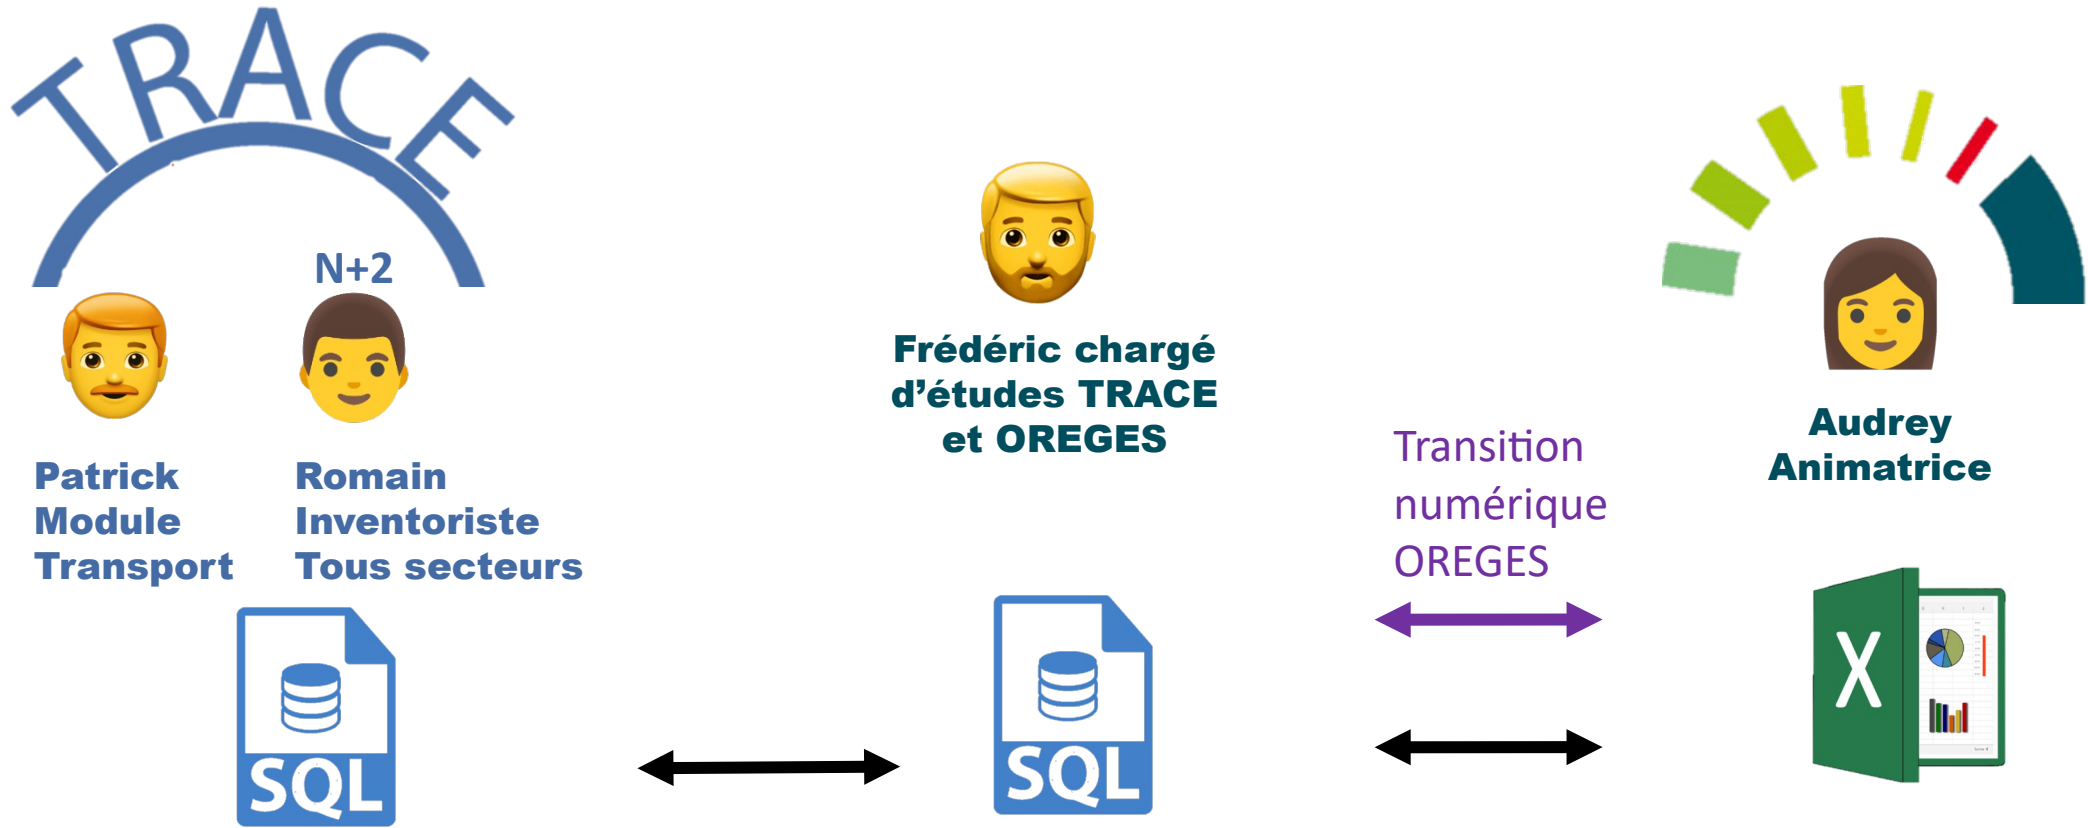 TRACE
N+2
Patrick
Module
Transport
Romain
Inventoriste
Tous secteurs
SQL
Frédéric chargé
d’études TRACE
et OREGES
SQL
Transition
numérique
OREGES
Audrey
Animatrice
X